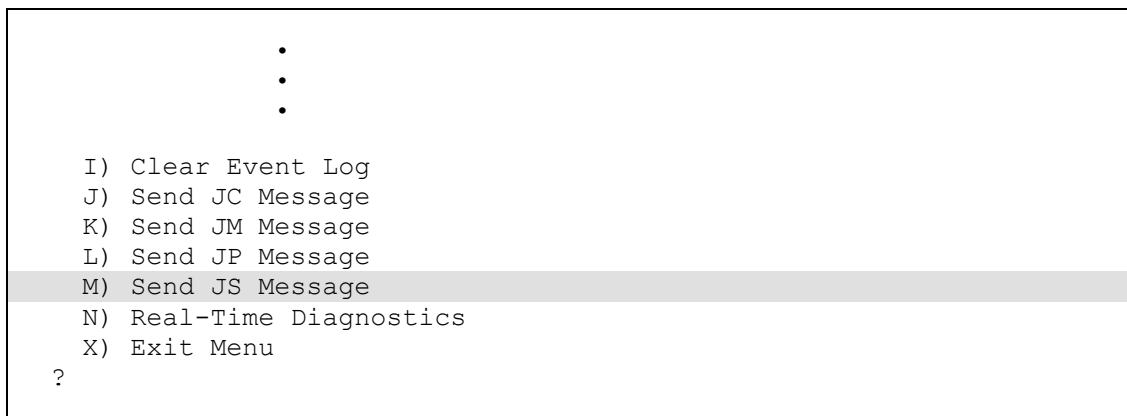 •
•
•
I) Clear Event Log
J) Send JC Message
K) Send JM Message
L) Send JP Message
M) Send JS Message
N) Real-Time Diagnostics
X) Exit Menu
?